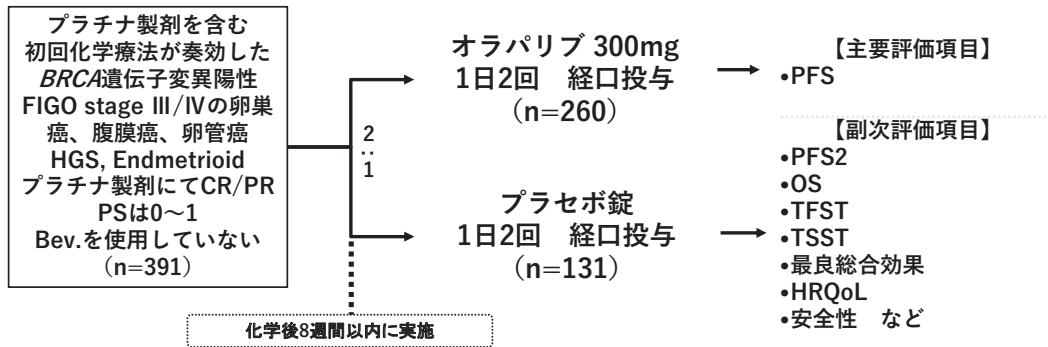 プラチナ製剤を含む
初回化学療法が奏効した
BRCA遺伝子変異陽性
FIGO stage Ⅲ/Ⅳの卵巣
癌、腹膜癌、卵管癌
HGS, Endmetrioid
プラチナ製剤にてCR/PR
PSは0〜1
Bev.を使用していない
（n=391）
2:1
オラパリブ 300mg
1日2回　経口投与
（n=260）
プラセボ錠
1日2回　経口投与
（n=131）
化学後8週間以内に実施
【主要評価項目】
•PFS
【副次評価項目】
•PFS2
•OS
•TFST
•TSST
•最良総合効果
•HRQoL
•安全性　など